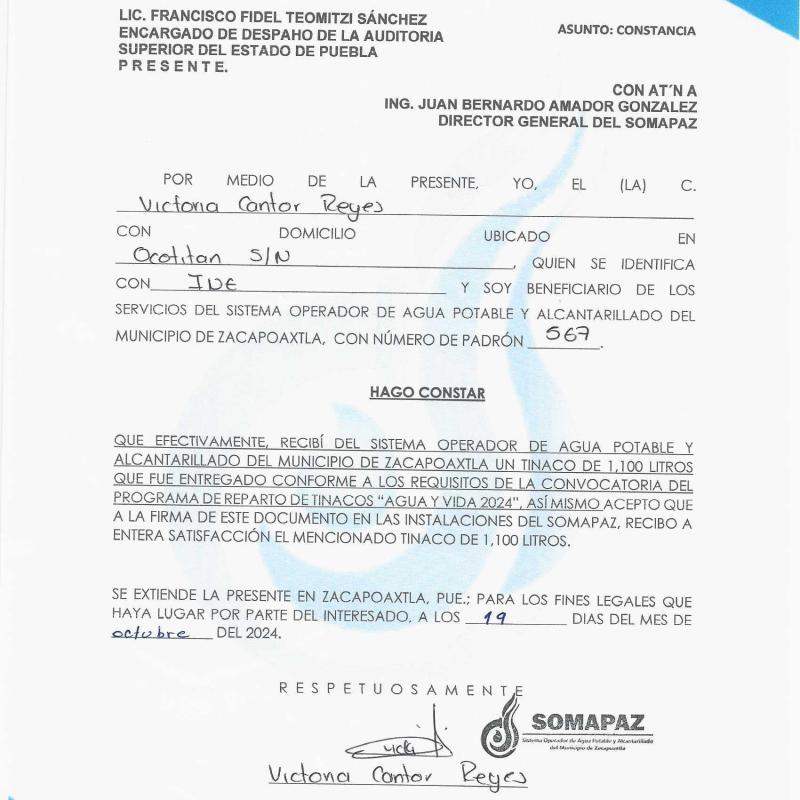 LIC. FRANCISCO FIDEL TEOMITZI SÁNCHEZ
ENCARGADO DE DESPAHO DE LA AUDITORIA
SUPERIOR DEL ESTADO DE PUEBLA
P R E S E N T E.
ASUNTO: CONSTANCIA
CON AT´N A
ING. JUAN BERNARDO AMADOR GONZALEZ
DIRECTOR GENERAL DEL SOMAPAZ
POR MEDIO DE LA PRESENTE, YO, EL (LA) C.
Victoria Cantor Reyes
CON DOMICILIO UBICADO EN
Ocotitan S/N, QUIEN SE IDENTIFICA
CON INE Y SOY BENEFICIARIO DE LOS
SERVICIOS DEL SISTEMA OPERADOR DE AGUA POTABLE Y ALCANTARILLADO DEL
MUNICIPIO DE ZACAPOAXTLA, CON NÚMERO DE PADRÓN 567.
HAGO CONSTAR
QUE EFECTIVAMENTE, RECIBÍ DEL SISTEMA OPERADOR DE AGUA POTABLE Y
ALCANTARILLADO DEL MUNICIPIO DE ZACAPOAXTLA UN TINACO DE 1,100 LITROS
QUE FUE ENTREGADO CONFORME A LOS REQUISITOS DE LA CONVOCATORIA DEL
PROGRAMA DE REPARTO DE TINACOS "AGUA Y VIDA 2024", ASÍ MISMO ACEPTO QUE
A LA FIRMA DE ESTE DOCUMENTO EN LAS INSTALACIONES DEL SOMAPAZ, RECIBO A
ENTERA SATISFACCIÓN EL MENCIONADO TINACO DE 1,100 LITROS.
SE EXTIENDE LA PRESENTE EN ZACAPOAXTLA, PUE.; PARA LOS FINES LEGALES QUE
HAYA LUGAR POR PARTE DEL INTERESADO, A LOS 19 DIAS DEL MES DE
octubre DEL 2024.
R E S P E T U O S A M E N T E
SOMAPAZ
Sistema Operador de Agua Potable y Alcantarillado
del Municipio de Zacapoaxtla
Victoria Cantor Reyes